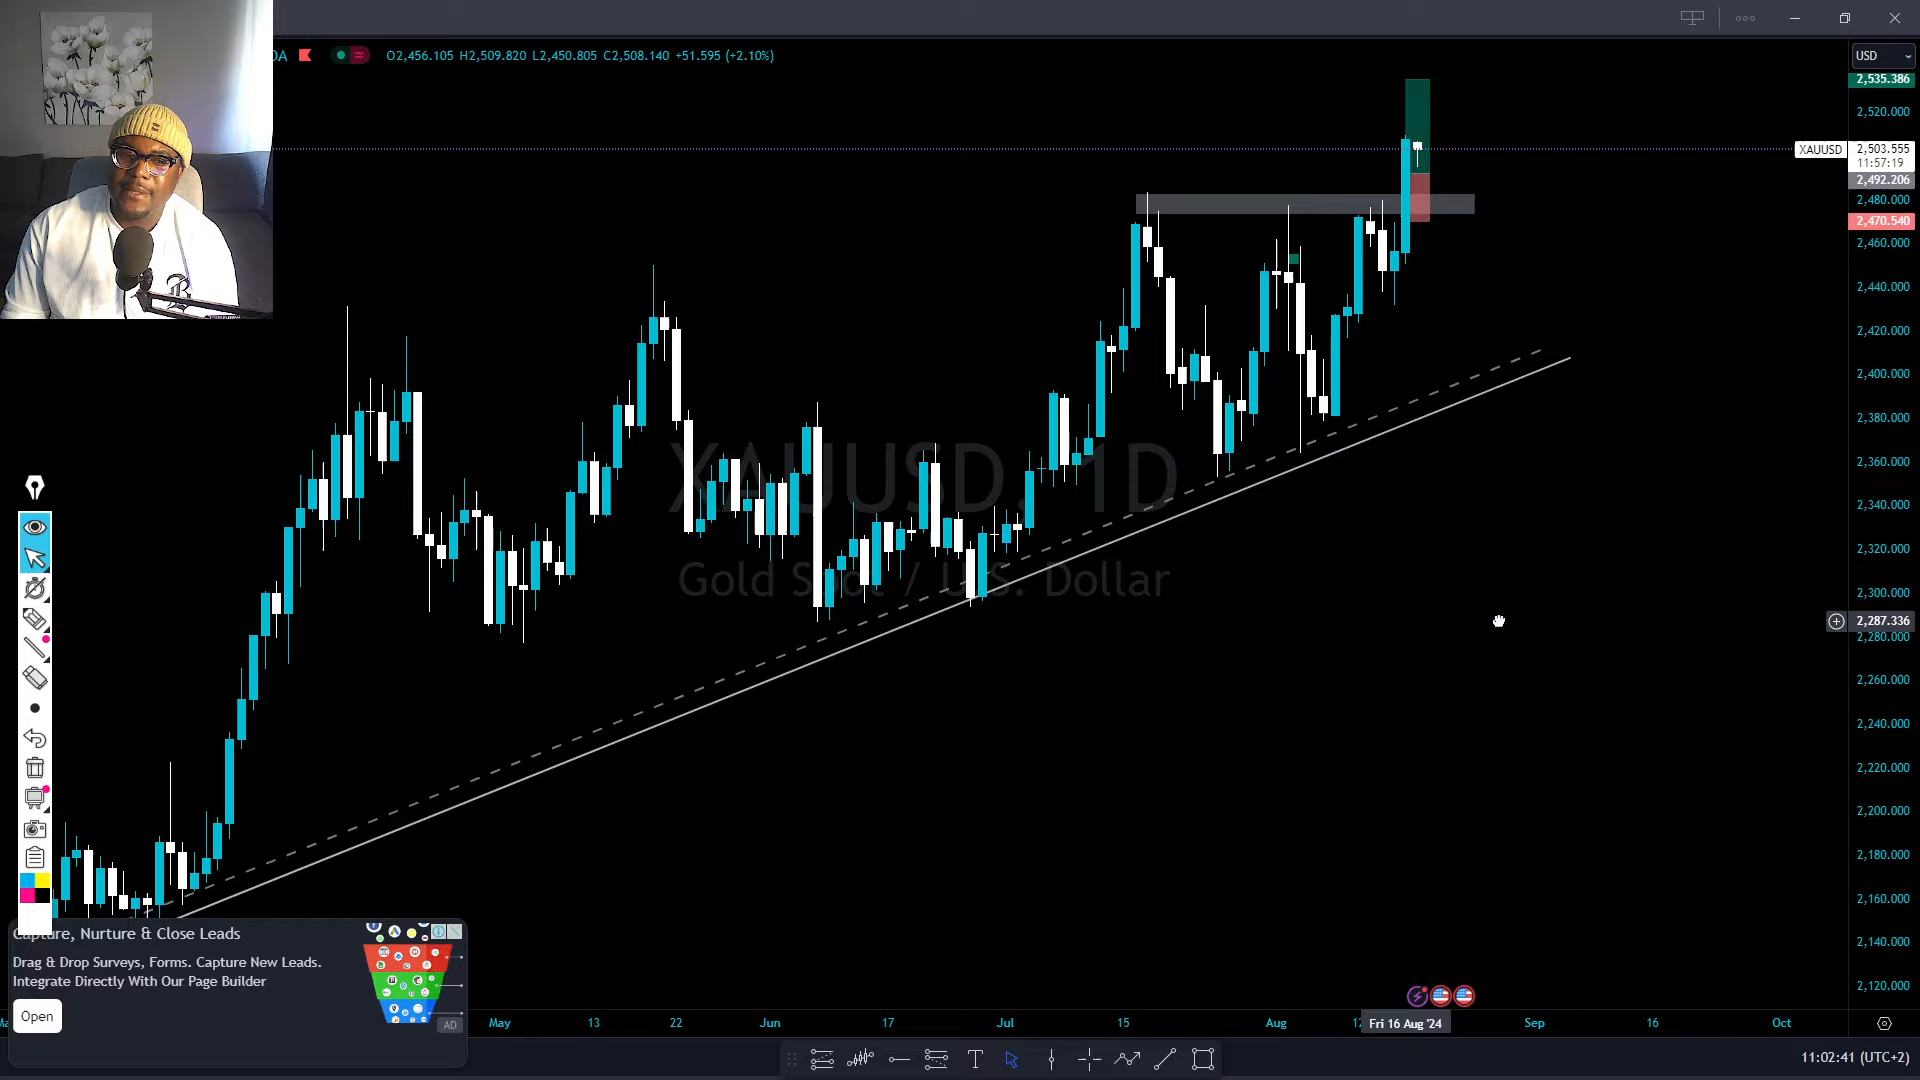 DA O2,456.105 H2,509.820 L2,450.805 C2,508.140 +51.595 (+2.10%)
USD
2,535.386
2,520.000
XAUUSD 2,503.555
11:57:19
2,492.206
2,480.000
2,470.540
2,460.000
2,440.000
2,420.000
2,400.000
2,380.000
2,360.000
2,340.000
2,320.000
2,300.000
2,287.336
2,280.000
2,260.000
2,240.000
2,220.000
2,200.000
2,180.000
2,160.000
2,140.000
2,120.000
XAUUSD, 1D
Gold Spot / U.S. Dollar
Capture, Nurture & Close Leads
Drag & Drop Surveys, Forms. Capture New Leads.
Integrate Directly With Our Page Builder
Open
AD
May 13 22 Jun 17 Jul 15 Aug 12 Fri 16 Aug '24 Sep 16 Oct
11:02:41 (UTC+2)